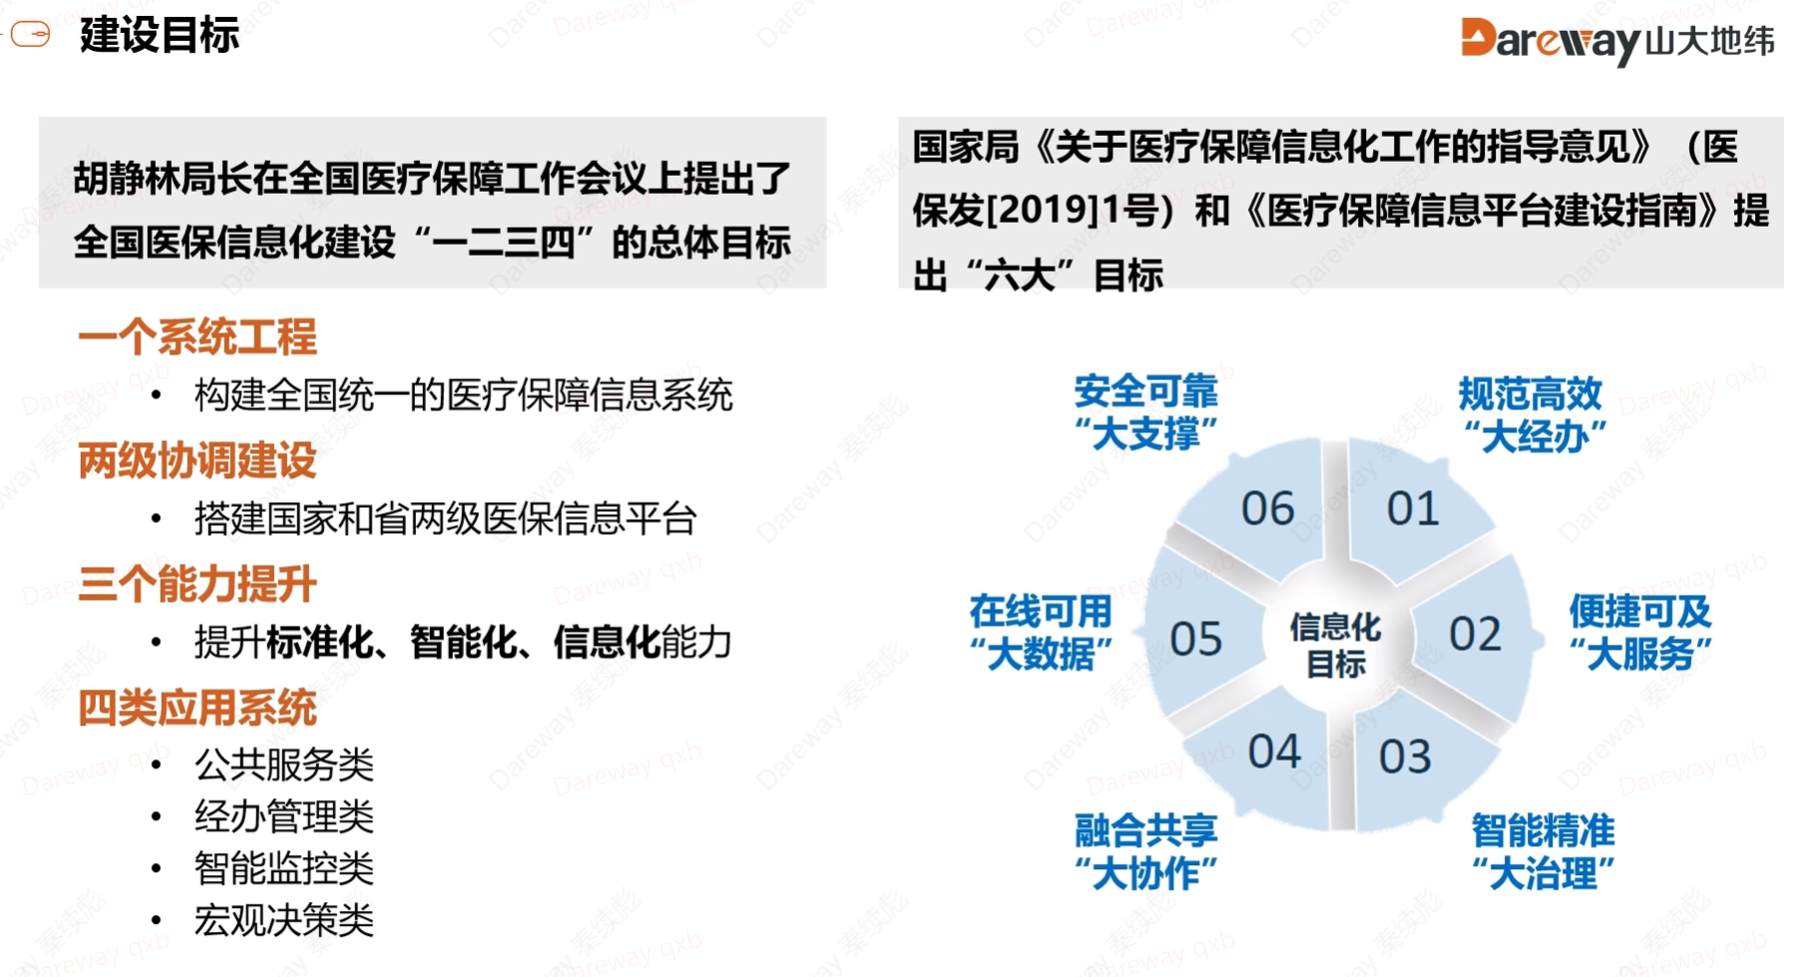 建设目标
Dareway山大地纬
胡静林局长在全国医疗保障工作会议上提出了
全国医保信息化建设“一二三四”的总体目标
一个系统工程
• 构建全国统一的医疗保障信息系统
两级协调建设
• 搭建国家和省两级医保信息平台
三个能力提升
• 提升标准化、智能化、信息化能力
四类应用系统
• 公共服务类
• 经办管理类
• 智能监控类
• 宏观决策类
国家局《关于医疗保障信息化工作的指导意见》（医
保发[2019]1号）和《医疗保障信息平台建设指南》提
出“六大”目标
信息化
目标
01
规范高效
“大经办”
02
便捷可及
“大服务”
03
智能精准
“大治理”
04
融合共享
“大协作”
05
在线可用
“大数据”
06
安全可靠
“大支撑”
Dareway qxb
Dareway 秦续彪